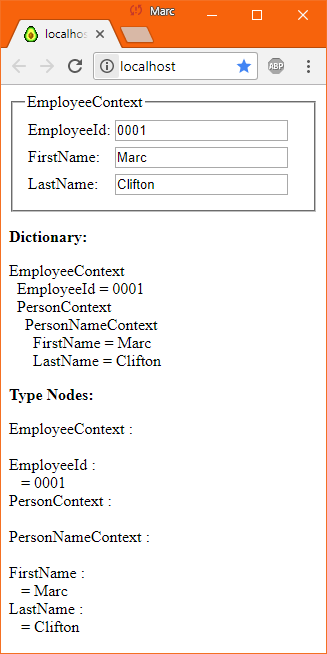 Marc
localhost
localhost
ABP
EmployeeContext
EmployeeId: 0001
FirstName: Marc
LastName: Clifton
Dictionary:
EmployeeContext
EmployeeId = 0001
PersonContext
PersonNameContext
FirstName = Marc
LastName = Clifton
Type Nodes:
EmployeeContext :
EmployeeId :
= 0001
PersonContext :
PersonNameContext :
FirstName :
= Marc
LastName :
= Clifton